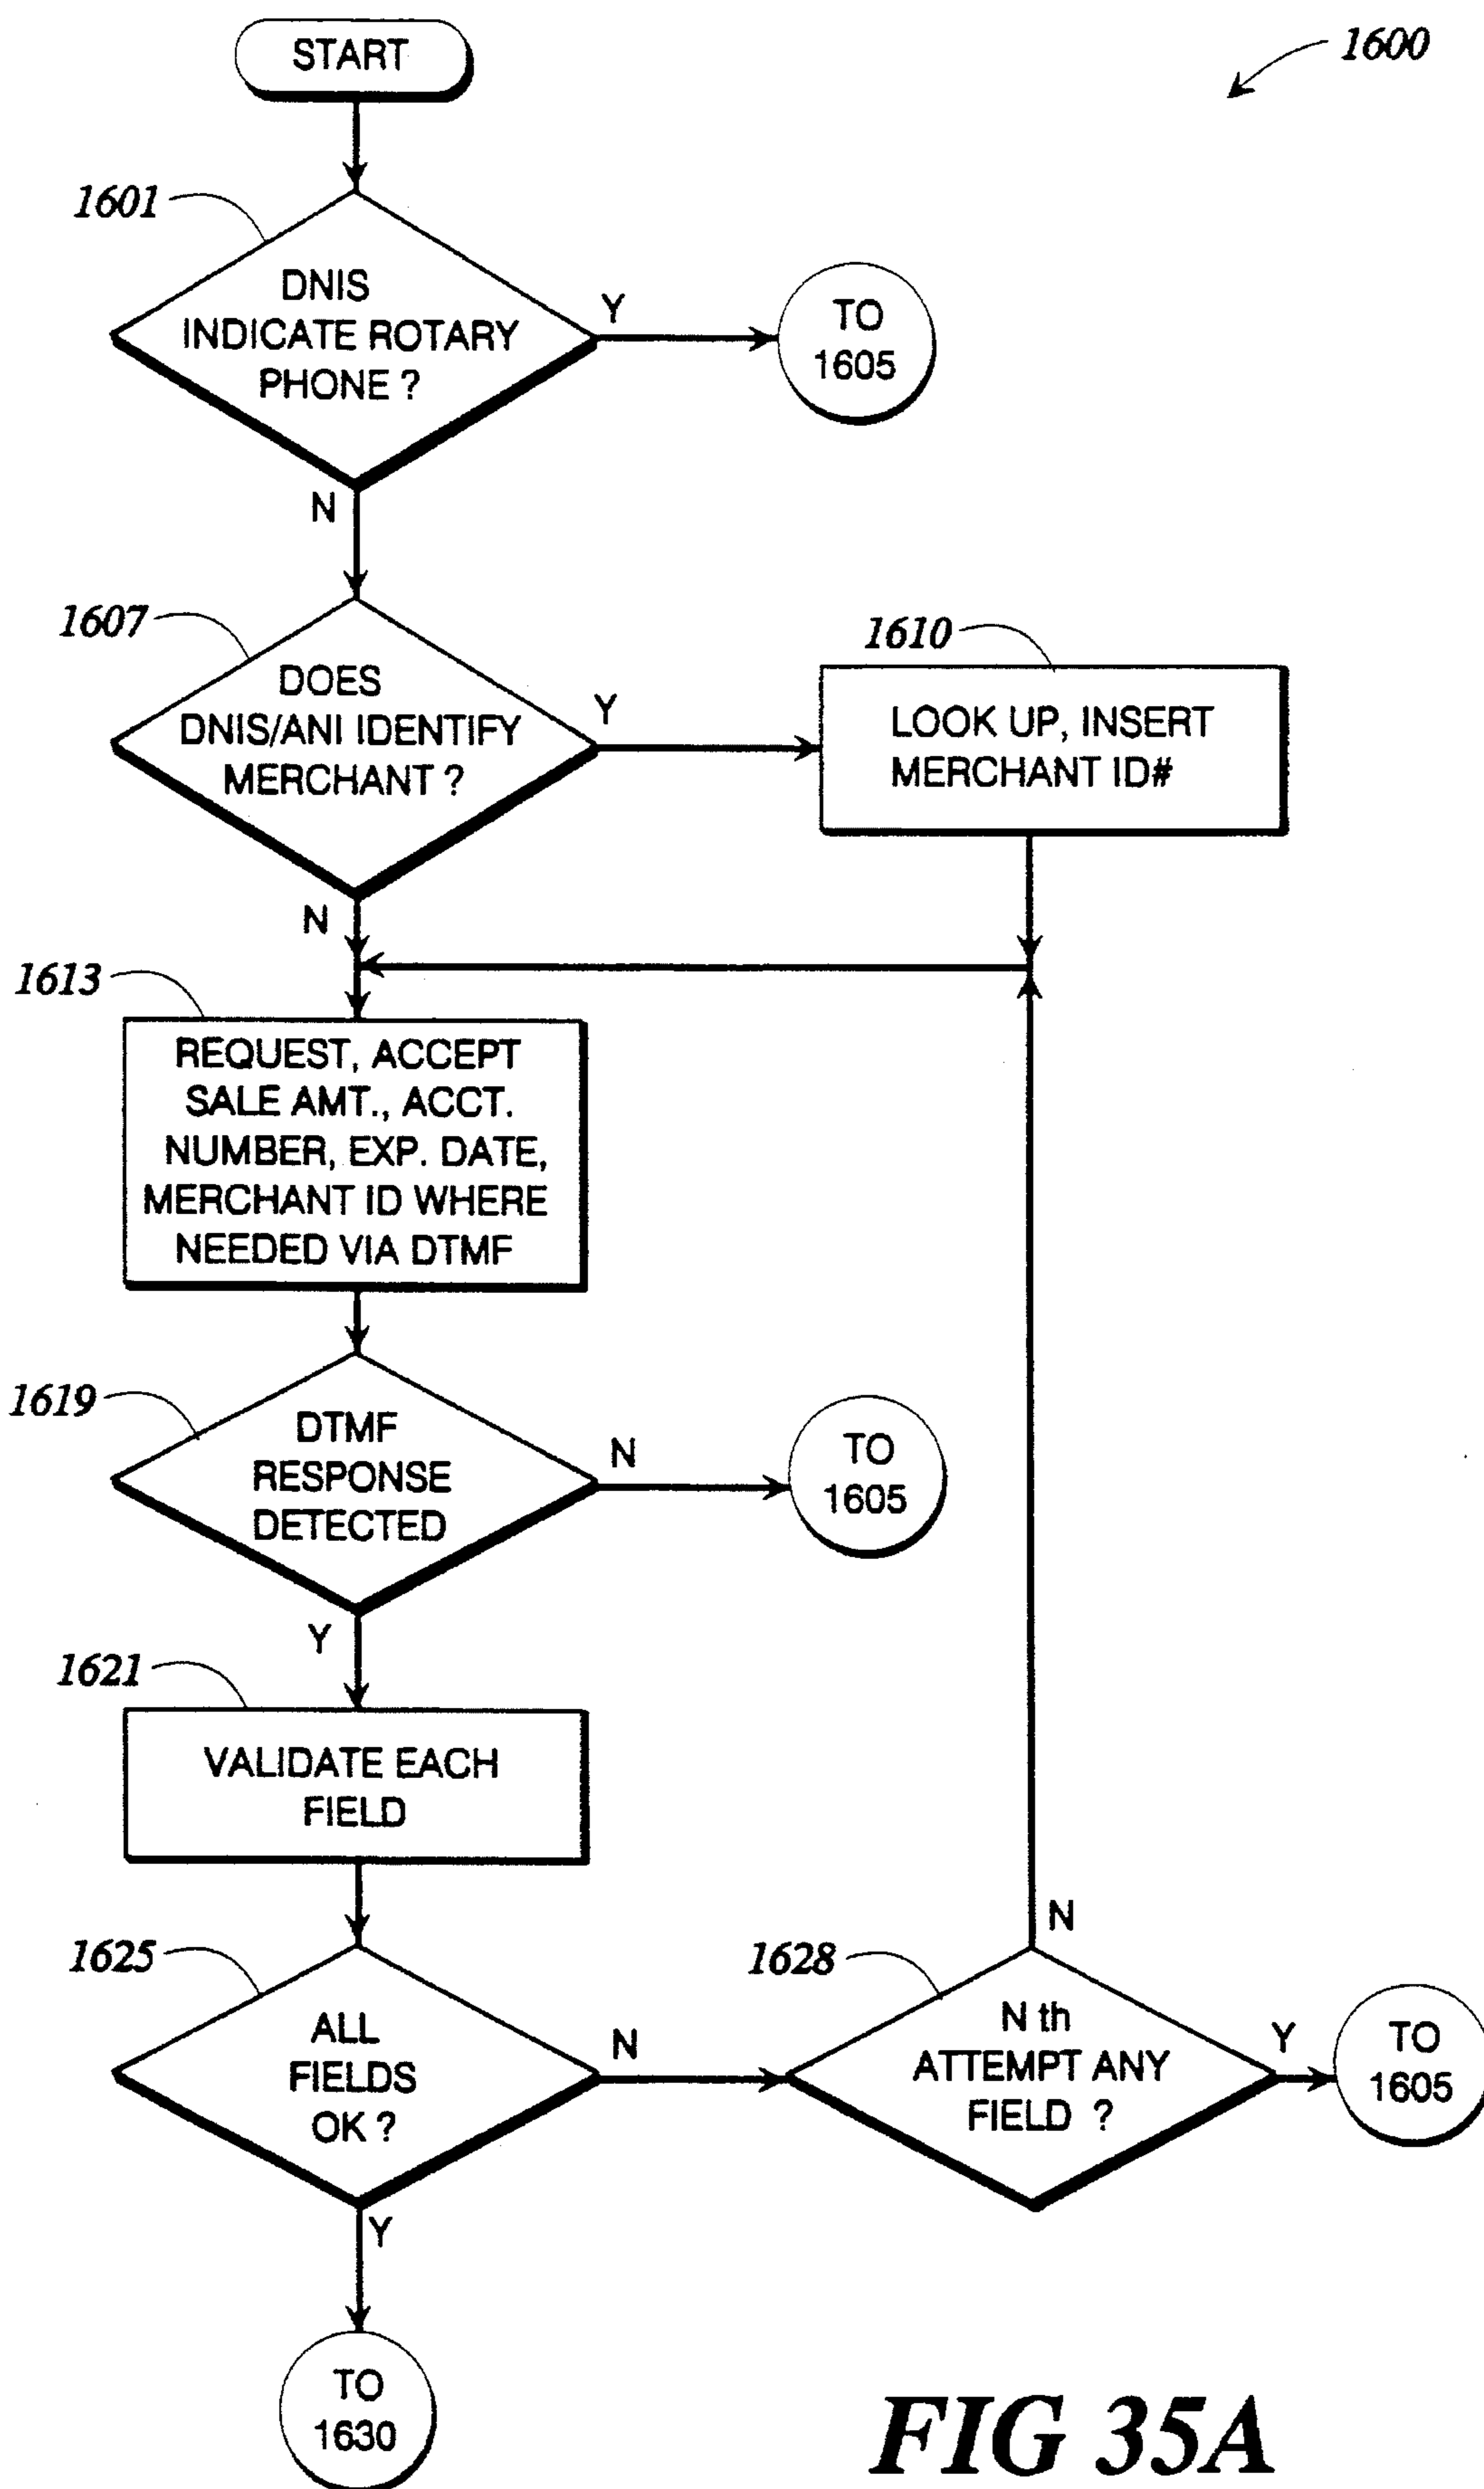 START
1600
1601
DNIS
INDICATE ROTARY
PHONE ?
Y
TO
1605
N
1607
DOES
DNIS/ANI IDENTIFY
MERCHANT ?
Y
1610
LOOK UP, INSERT
MERCHANT ID#
N
1613
REQUEST, ACCEPT
SALE AMT., ACCT.
NUMBER, EXP. DATE,
MERCHANT ID WHERE
NEEDED VIA DTMF
1619
DTMF
RESPONSE
DETECTED
N
TO
1605
Y
1621
VALIDATE EACH
FIELD
1625
ALL
FIELDS
OK ?
N
1628
N th
ATTEMPT ANY
FIELD ?
N
Y
TO
1605
Y
TO
1630
FIG 35A